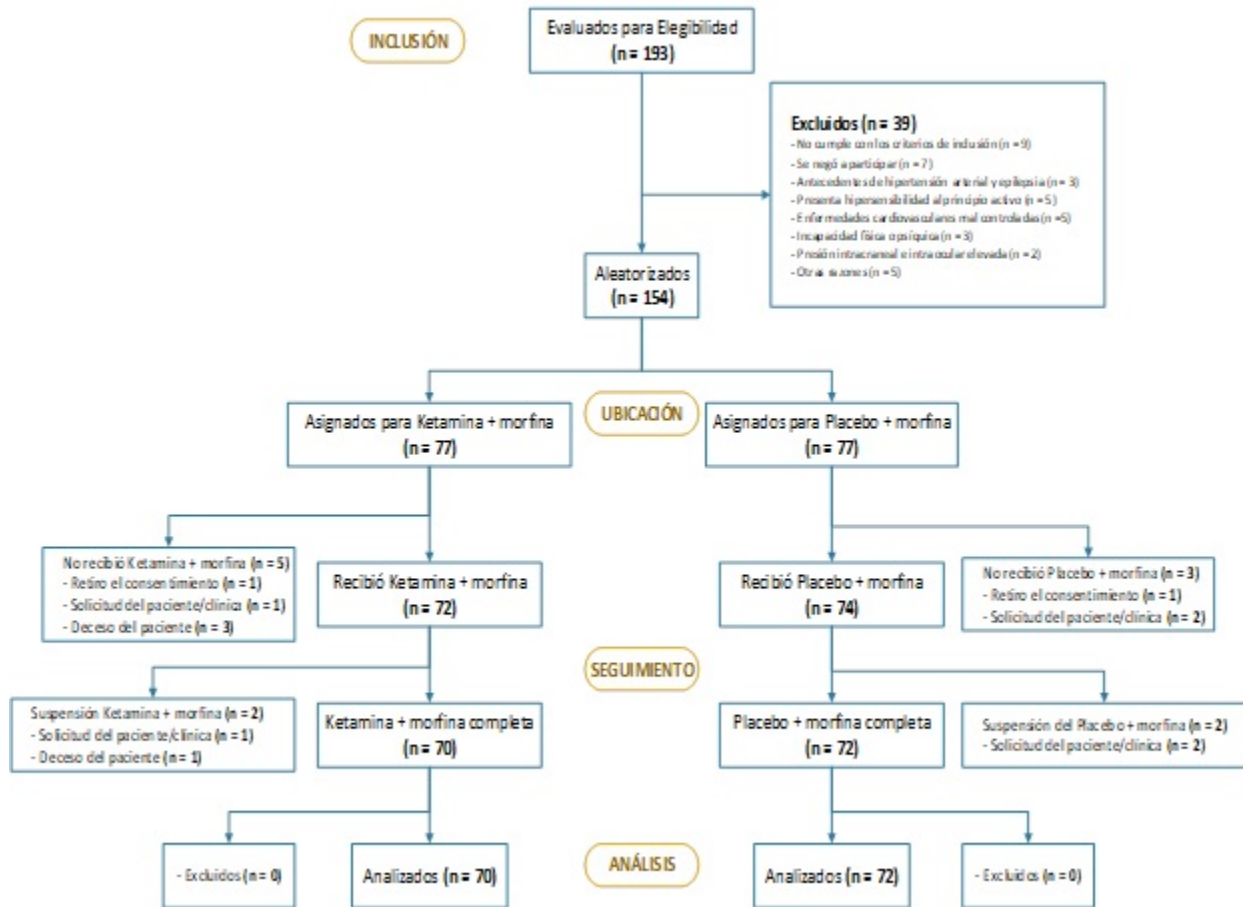 INCLUSIÓN
Evaluados para Elegibilidad
(n = 193)
Excluidos (n = 39)
- No cumple con los criterios de inclusión (n = 9)
- Se negó a participar (n = 7)
- Antecedentes de hipertensión arterial y epilepsia (n = 3)
- Presenta hipersensibilidad al principio activo (n = 5)
- Enfermedades cardiovasculares mal controladas (n =5)
- Incapacidad física o psíquica (n = 3)
- Presión intracraneal e intraocular elevada (n = 2)
- Otras razones (n = 5)
Aleatorizados
(n = 154)
UBICACIÓN
Asignados para Ketamina + morfina
(n = 77)
Asignados para Placebo + morfina
(n = 77)
No recibió Ketamina + morfina (n = 5)
- Retiro el consentimiento (n = 1)
- Solicitud del paciente/clínica (n = 1)
- Deceso del paciente (n = 3)
Recibió Ketamina + morfina
(n = 72)
Recibió Placebo + morfina
(n = 74)
No recibió Placebo + morfina (n = 3)
- Retiro el consentimiento (n = 1)
- Solicitud del paciente/clínica (n = 2)
SEGUIMIENTO
Suspensión Ketamina + morfina (n = 2)
- Solicitud del paciente/clínica (n = 1)
- Deceso del paciente (n = 1)
Ketamina + morfina completa
(n = 70)
Placebo + morfina completa
(n = 72)
Suspensión del Placebo + morfina (n = 2)
- Solicitud del paciente/clínica (n = 2)
ANÁLISIS
- Excluidos (n = 0)
Analizados (n = 70)
Analizados (n = 72)
- Excluidos (n = 0)